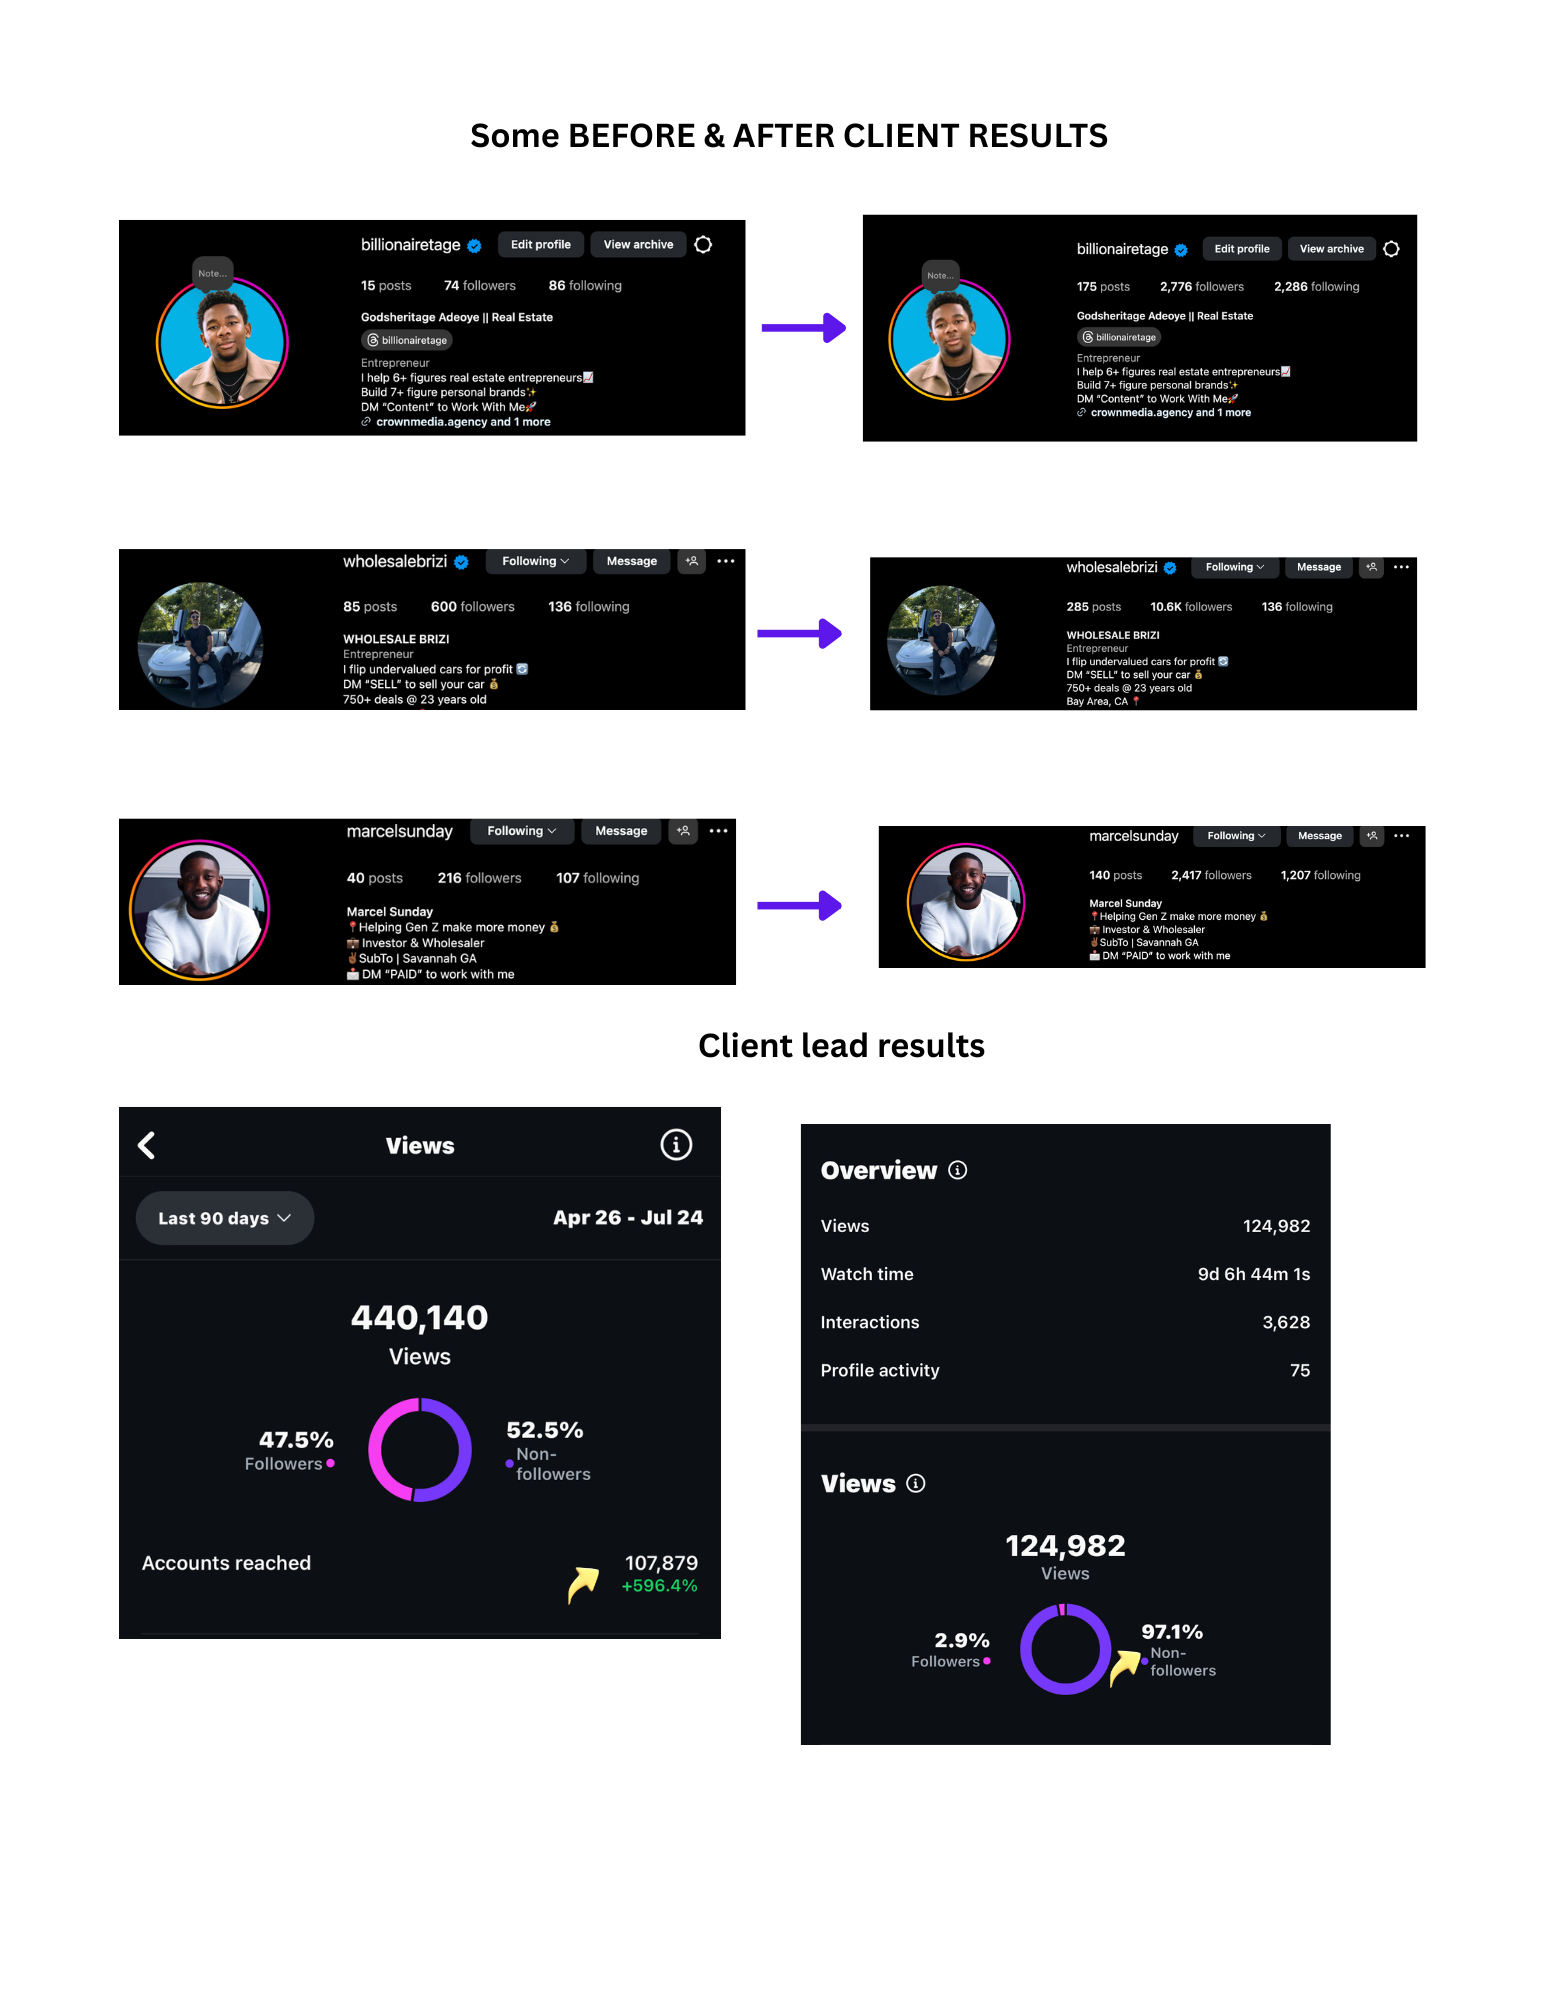 Some BEFORE & AFTER CLIENT RESULTS
billionairetage Edit profile View archive
Note...
15 posts 74 followers 86 following
Godsheritage Adeoye || Real Estate
billionairetage
Entrepreneur
I help 6+ figures real estate entrepreneurs📈
Build 7+ figure personal brands✨
DM “Content” to Work With Me🚀
crownmedia.agency and 1 more
billionairetage Edit profile View archive
Note...
175 posts 2,776 followers 2,286 following
Godsheritage Adeoye || Real Estate
billionairetage
Entrepreneur
I help 6+ figures real estate entrepreneurs📈
Build 7+ figure personal brands✨
DM “Content” to Work With Me🚀
crownmedia.agency and 1 more
wholesalebrizi Following Message
85 posts 600 followers 136 following
WHOLESALE BRIZI
Entrepreneur
I flip undervalued cars for profit 🔄
DM “SELL” to sell your car 💰
750+ deals @ 23 years old
wholesalebrizi Following Message
285 posts 10.6K followers 136 following
WHOLESALE BRIZI
Entrepreneur
I flip undervalued cars for profit 🔄
DM “SELL” to sell your car 💰
750+ deals @ 23 years old
Bay Area, CA 📍
marcelsunday Following Message
40 posts 216 followers 107 following
Marcel Sunday
📍Helping Gen Z make more money 💰
💼 Investor & Wholesaler
✌🏾SubTo | Savannah GA
📩 DM “PAID” to work with me
marcelsunday Following Message
140 posts 2,417 followers 1,207 following
Marcel Sunday
📍Helping Gen Z make more money 💰
💼 Investor & Wholesaler
✌🏾SubTo | Savannah GA
📩 DM “PAID” to work with me
Client lead results
Views
Last 90 days Apr 26 - Jul 24
440,140
Views
47.5%
Followers
52.5%
Non-
followers
Accounts reached 107,879
+596.4%
Overview
Views 124,982
Watch time 9d 6h 44m 1s
Interactions 3,628
Profile activity 75
Views
124,982
Views
2.9%
Followers
97.1%
Non-
followers